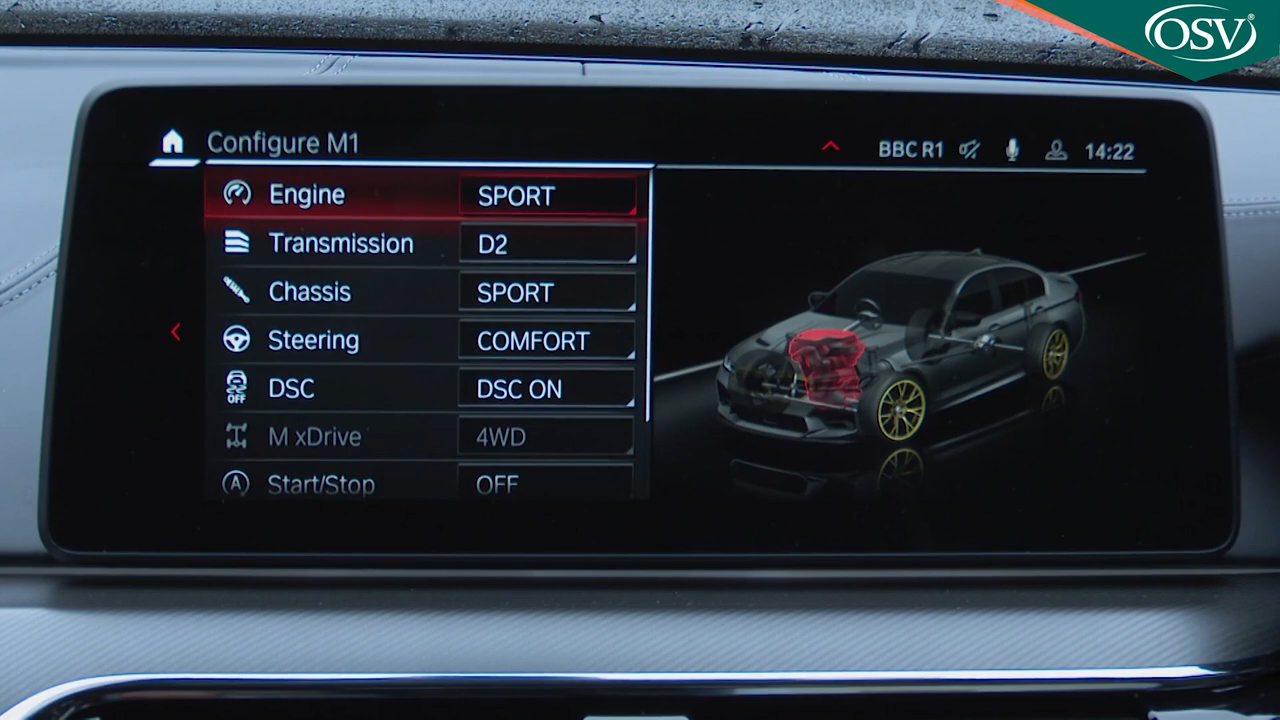 OSV®
Configure M1
BBC R1
14:22
Engine SPORT
Transmission D2
Chassis SPORT
Steering COMFORT
OFF DSC DSC ON
M xDrive 4WD
A Start/Stop OFF